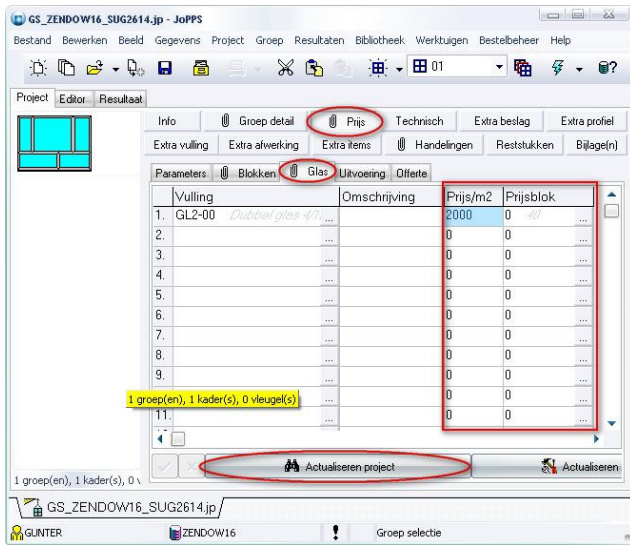 GS_ZENDOW16_SUG2614.jp - JoPPS
Bestand Bewerken Beeld Gegevens Project Groep Resultaten Bibliotheek Werktuigen Bestelbeheer Help
01
Project Editor Resultaat
Info Groep detail Prijs Technisch Extra beslag Extra profiel
Extra vulling Extra afwerking Extra items Handelingen Reststukken Bijlage(n)
Parameters Blokken Glas Uitvoering Offerte
Vulling Omschrijving Prijs/m2 Prijsblok
1. GL2-00 Dubbel glas ... 2000 0 40 ...
2. ... 0 0 ...
3. ... 0 0 ...
4. ... 0 0 ...
5. ... 0 0 ...
6. ... 0 0 ...
7. ... 0 0 ...
8. ... 0 0 ...
9. ... 0 0 ...
1 groep(en), 1 kader(s), 0 vleugel(s) ... 0 0 ...
11. ... 0 0 ...
Actualiseren project Actualiseren
1 groep(en), 1 kader(s), 0 v
GS_ZENDOW16_SUG2614.jp
GUNTER ZENDOW16 Groep selectie